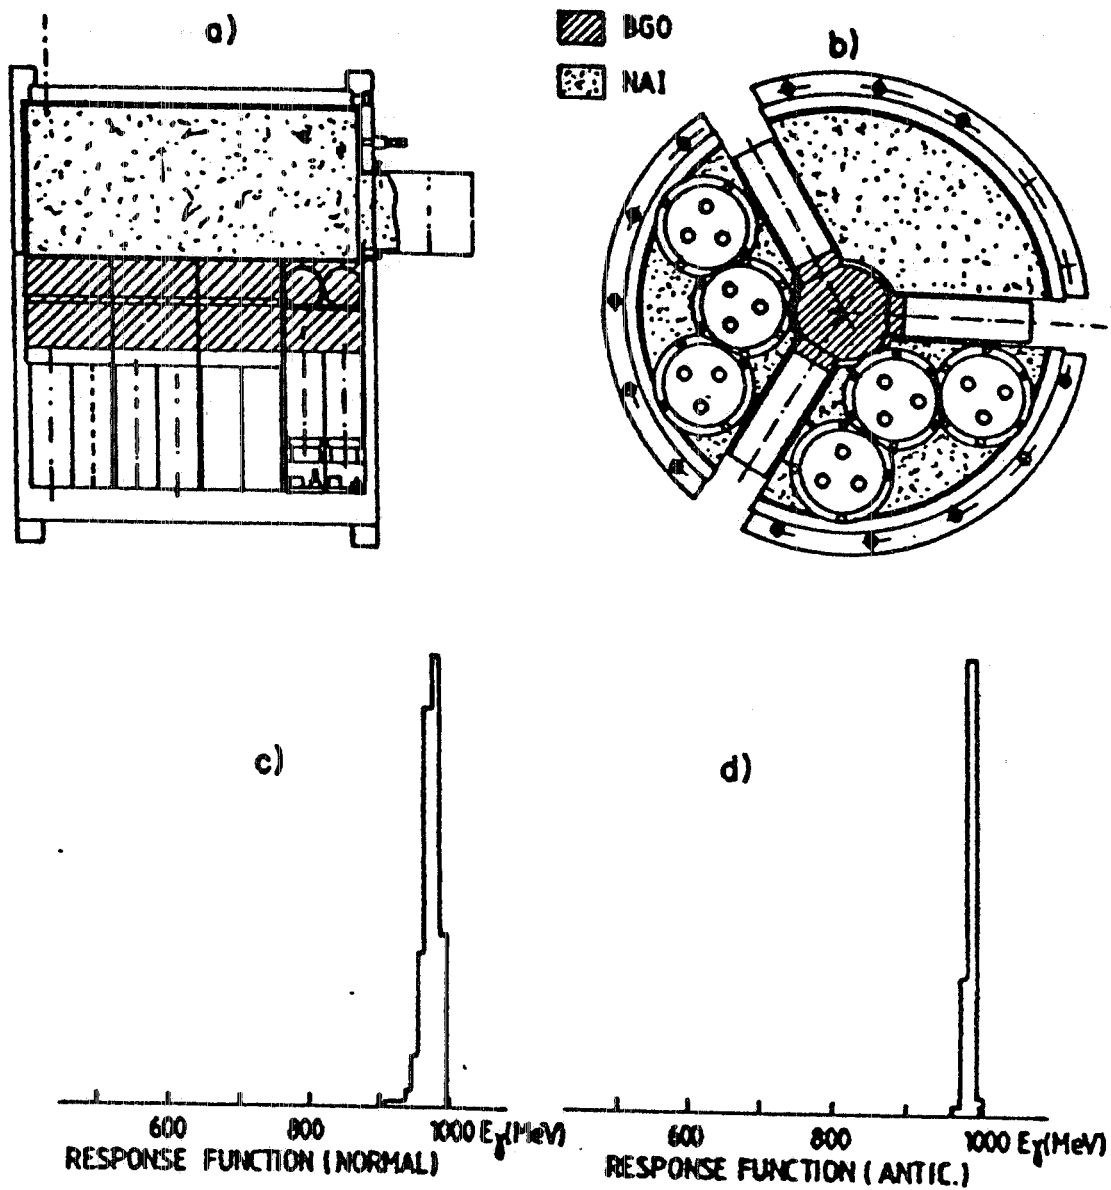 a)
BGO
NAI
b)
c)
d)
600 800 1000 Eγ(MeV)
RESPONSE FUNCTION (NORMAL)
600 800 1000 Eγ(MeV)
RESPONSE FUNCTION (ANTIC.)